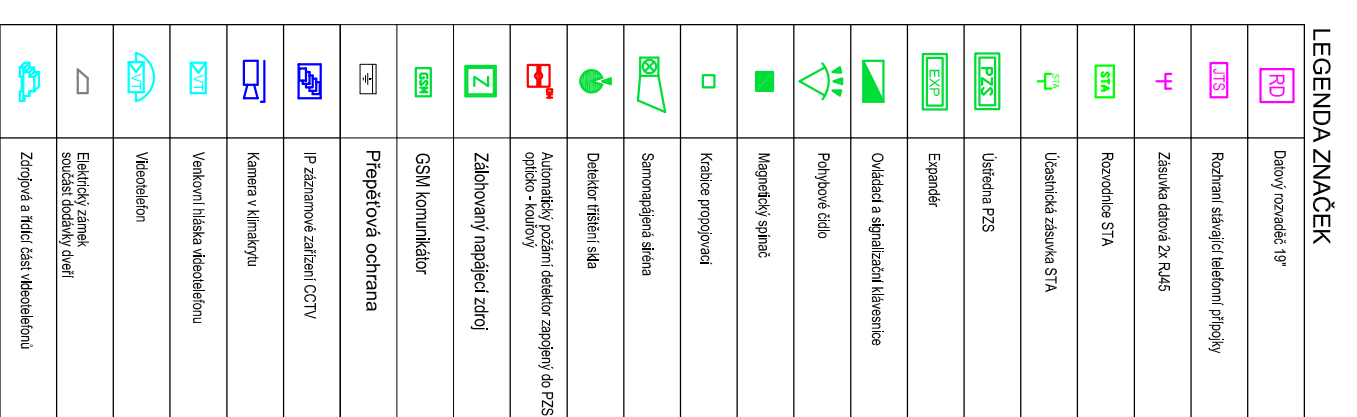 LEGENDA ZNAČEK
RD
Datový rozvaděč 19"
JTS
Rozhraní stávající telefonní přípojky
Zásuvka datová 2x RJ45
STA
Rozvodnice STA
STA
Účastnická zásuvka STA
PZS
Ústředna PZS
EXP
Expandér
Ovládací a signalizační klávesnice
Pohybové čidlo
Magnetický spínač
Krabice propojovací
Samonapájená siréna
Detektor tříštění skla
OH
Automatický požární detektor zapojený do PZS
opticko - kouřový
Z
Zálohovaný napájecí zdroj
GSM
GSM komunikátor
Přepěťová ochrana
IP záznamové zařízení CCTV
Kamera v klimakrytu
VT
Venkovní hláska videotelefonu
VT
Videotelefon
Elektrický zámek
součást dodávky dveří
Zdrojová a řídící část videotelefonů